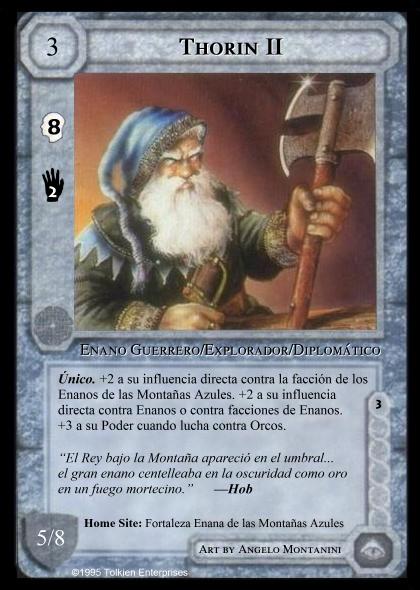 3
THORIN II
8
2
ENANO GUERRERO/EXPLORADOR/DIPLOMÁTICO
Único. +2 a su influencia directa contra la facción de los
Enanos de las Montañas Azules. +2 a su influencia
directa contra Enanos o contra facciones de Enanos.
+3 a su Poder cuando lucha contra Orcos.
3
“El Rey bajo la Montaña apareció en el umbral...
el gran enano centelleaba en la oscuridad como oro
en un fuego mortecino.” —Hob
Home Site: Fortaleza Enana de las Montañas Azules
5/8
ART BY ANGELO MONTANINI
©1995 Tolkien Enterprises